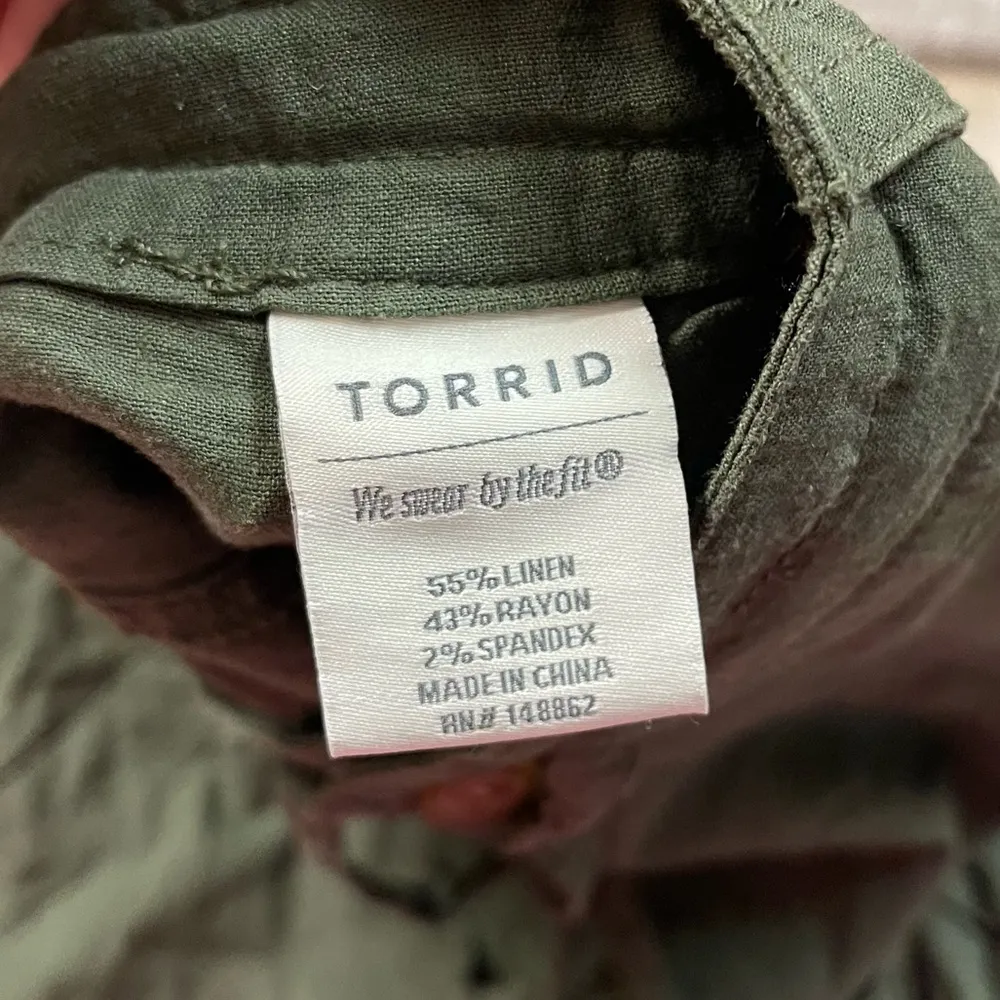 TORRID
We swear by the fit®
55% LINEN
43% RAYON
2% SPANDEX
MADE IN CHINA
RN# 148862